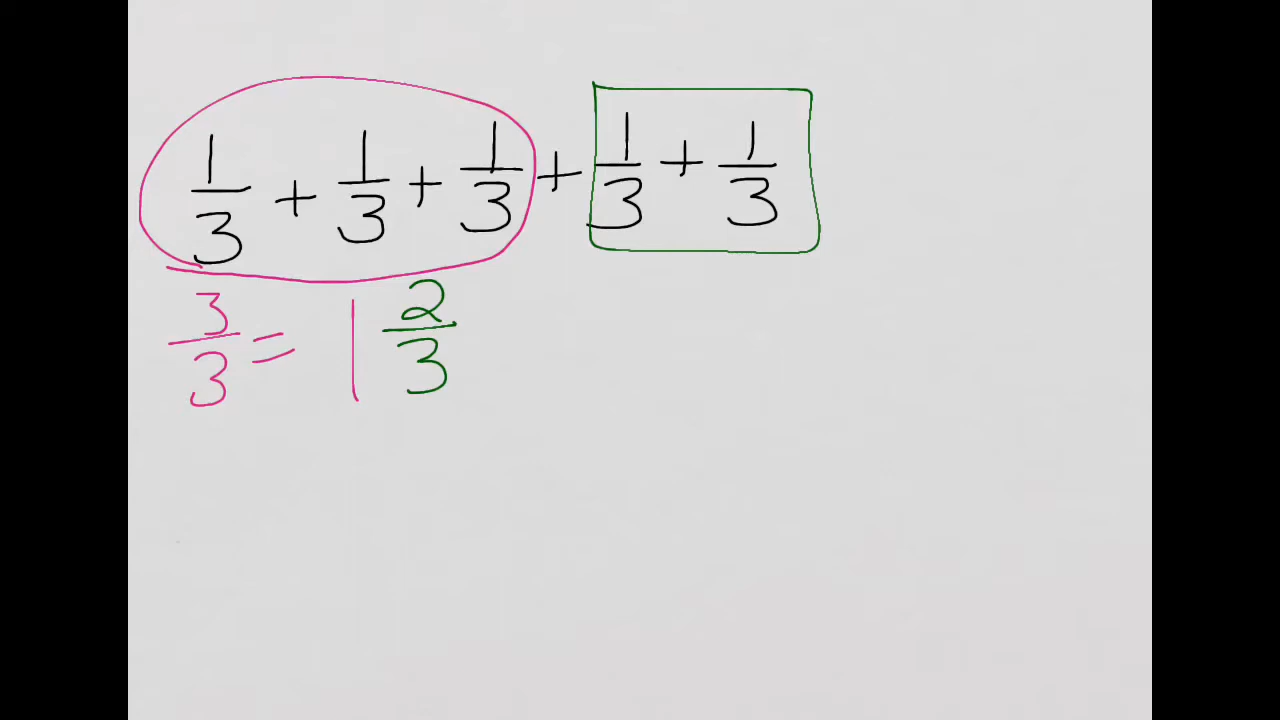 1/3 + 1/3 + 1/3 + 1/3 + 1/3
3/3 = 1 2/3